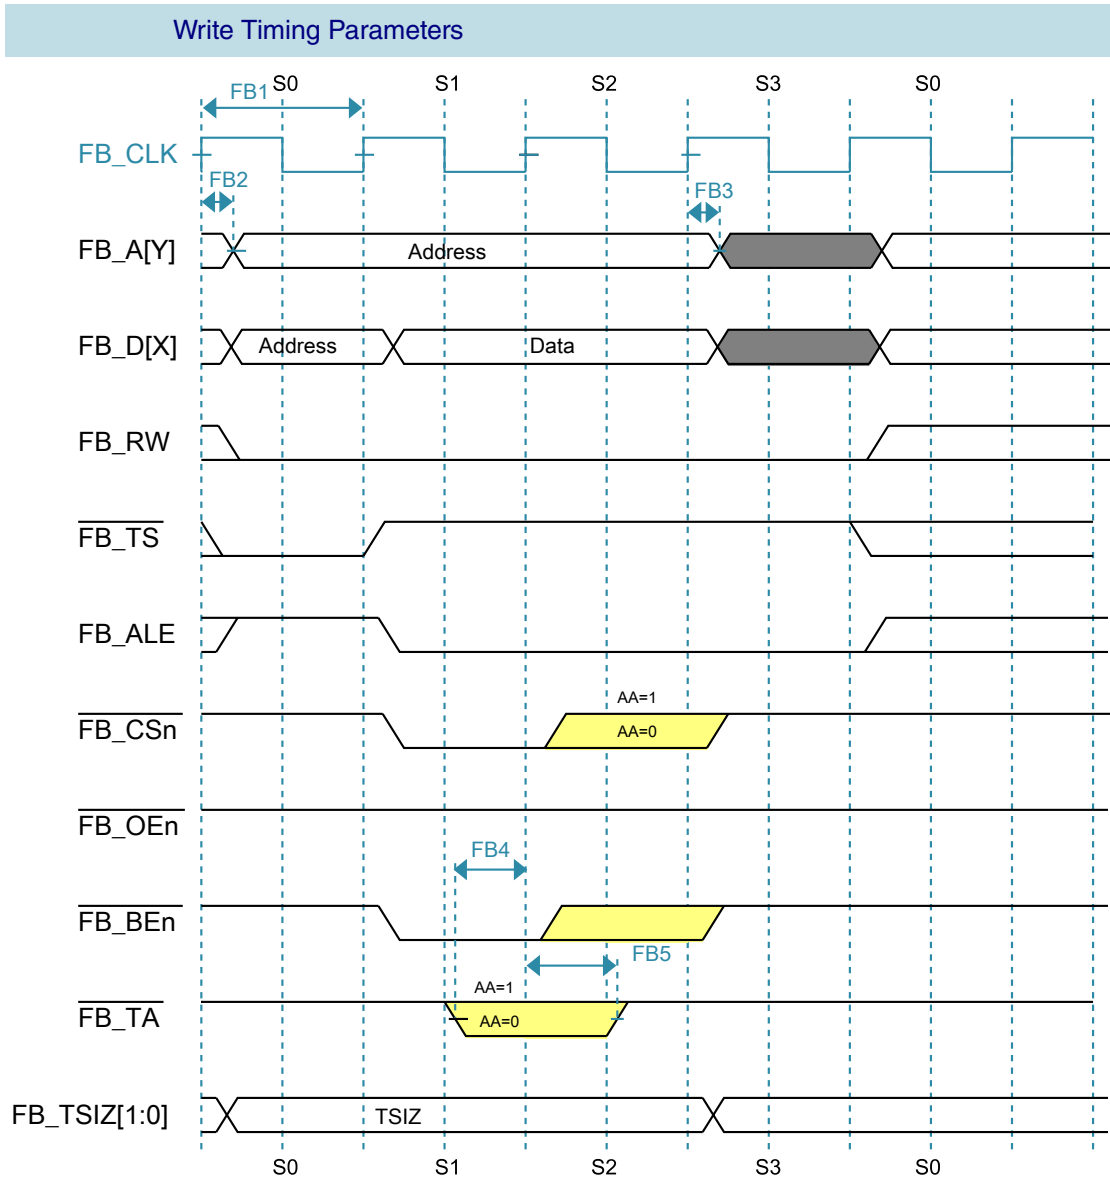 Write Timing Parameters
S0 S1 S2 S3 S0
FB1
FB_CLK
FB2 FB3
FB_A[Y] Address
FB_D[X] Address Data
FB_RW
FB_TS
FB_ALE
AA=1
FB_CSn AA=0
FB_OEn
FB4
FB_BEn
FB5
AA=1
FB_TA AA=0
FB_TSIZ[1:0] TSIZ
S0 S1 S2 S3 S0